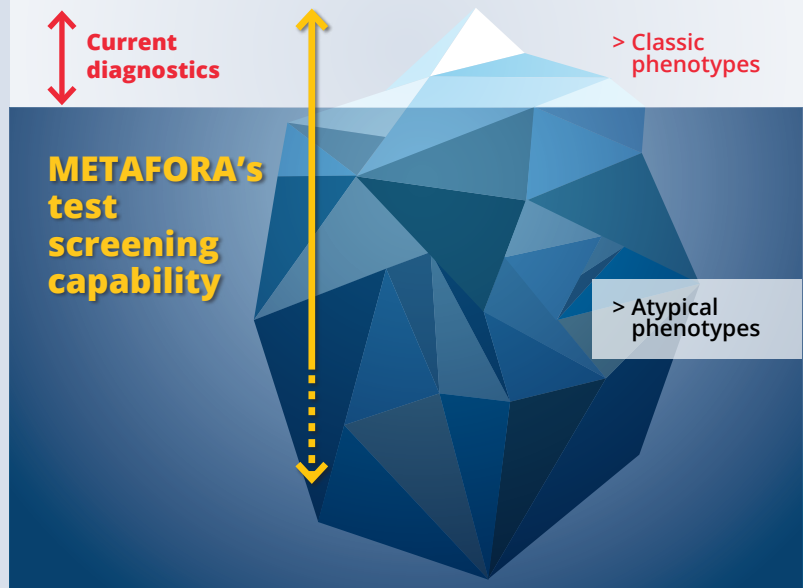 Current
diagnostics
> Classic
phenotypes
METAFORA's
test
screening
capability
> Atypical
phenotypes